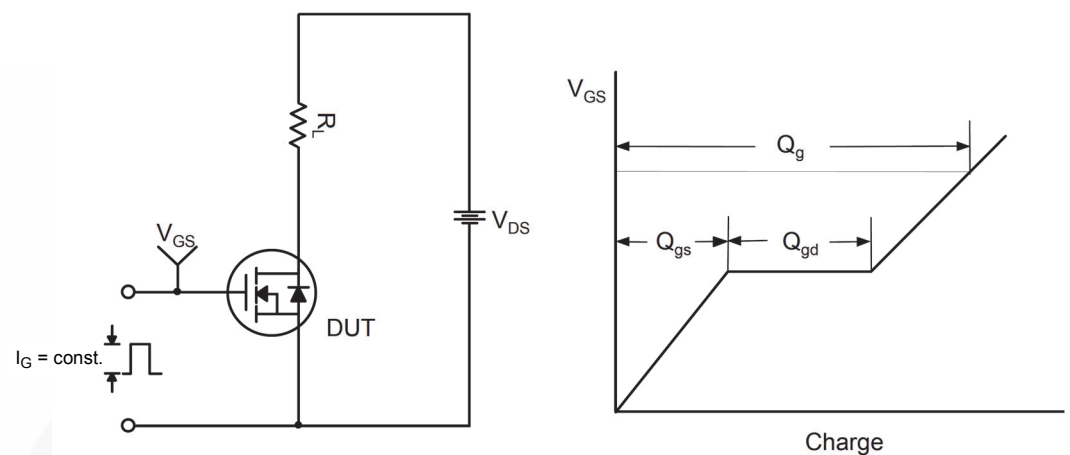 R_L
V_GS
V_DS
DUT
I_G = const.
V_GS
Q_g
Q_gs
Q_gd
Charge